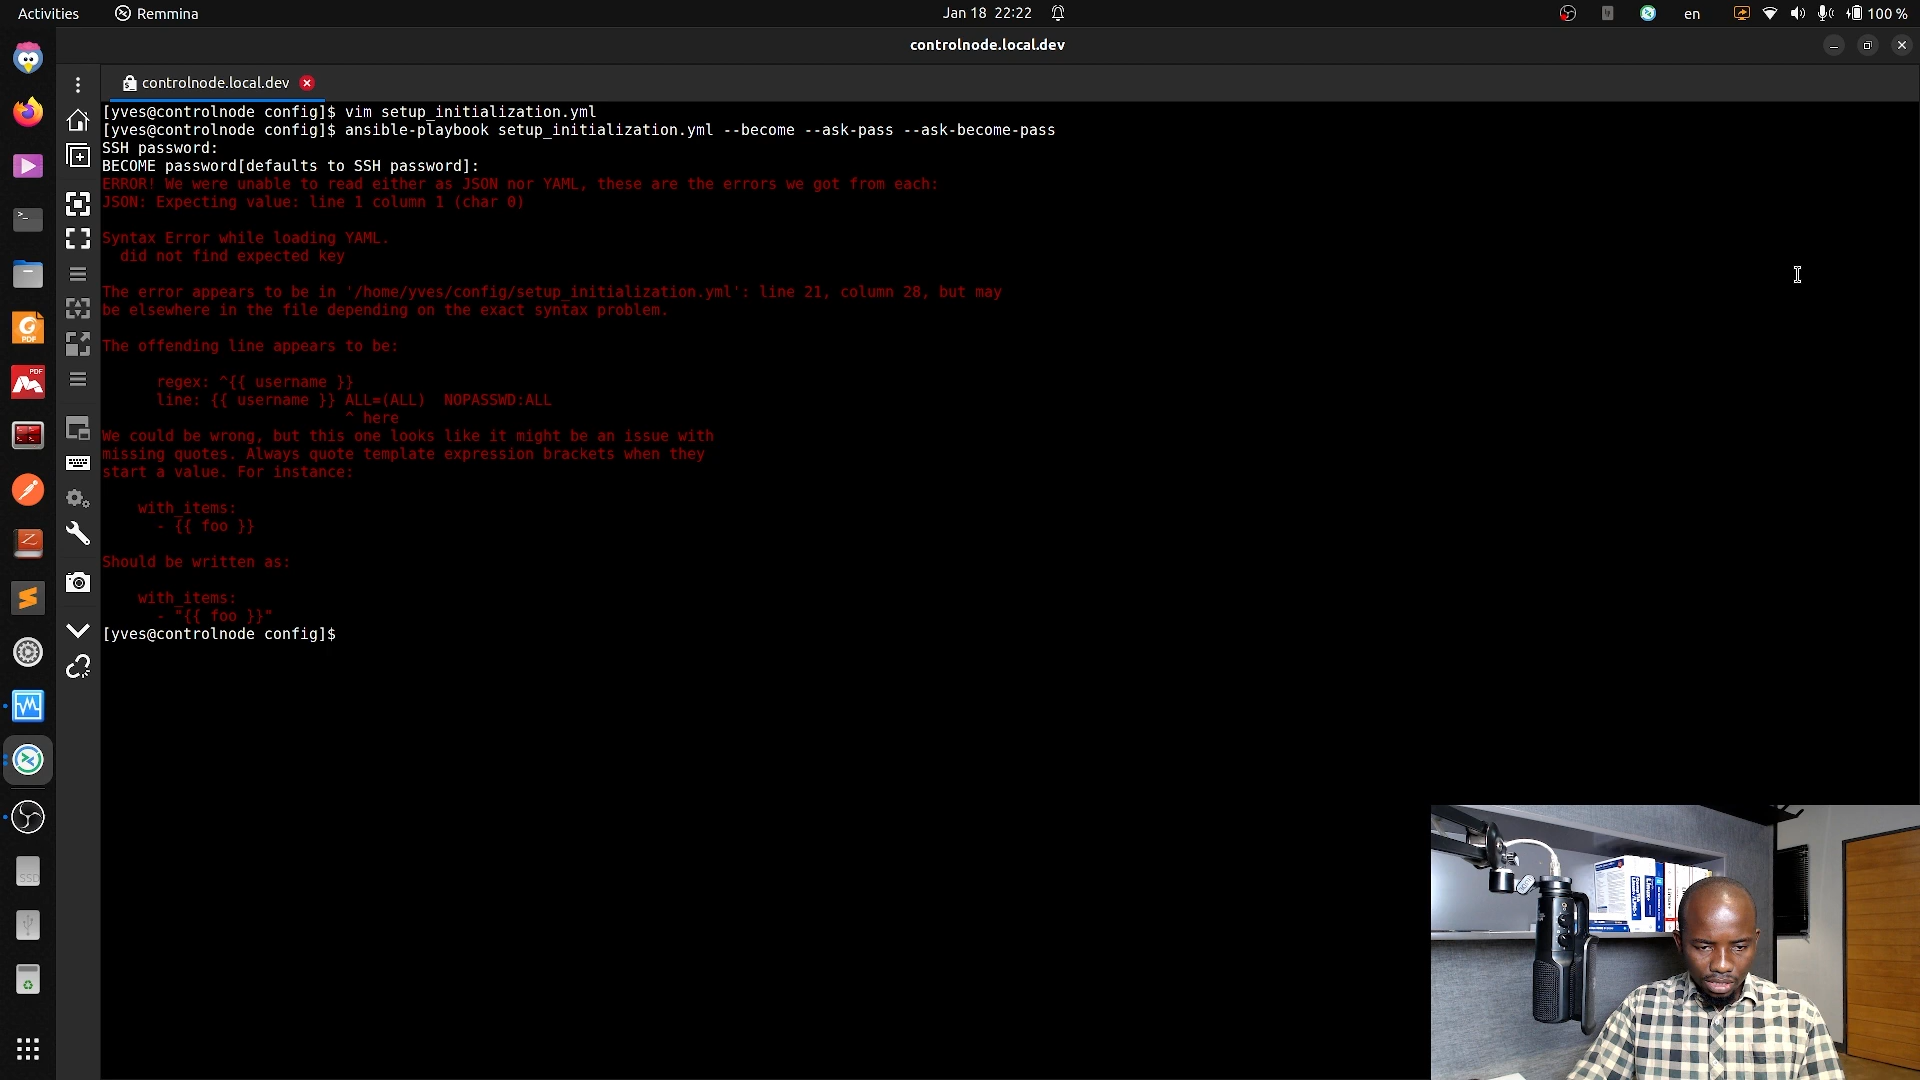 Activities
Remmina
Jan 18 22:22
en
100 %
controlnode.local.dev
controlnode.local.dev
[yves@controlnode config]$ vim setup_initialization.yml
[yves@controlnode config]$ ansible-playbook setup_initialization.yml --become --ask-pass --ask-become-pass
SSH password:
BECOME password[defaults to SSH password]:
ERROR! We were unable to read either as JSON nor YAML, these are the errors we got from each:
JSON: Expecting value: line 1 column 1 (char 0)
Syntax Error while loading YAML.
did not find expected key
The error appears to be in '/home/yves/config/setup_initialization.yml': line 21, column 28, but may
be elsewhere in the file depending on the exact syntax problem.
The offending line appears to be:
regex: ^{{ username }}
line: {{ username }} ALL=(ALL)  NOPASSWD:ALL
^ here
We could be wrong, but this one looks like it might be an issue with
missing quotes. Always quote template expression brackets when they
start a value. For instance:
with_items:
- {{ foo }}
Should be written as:
with_items:
- "{{ foo }}"
[yves@controlnode config]$
PDF
PDF
SSD